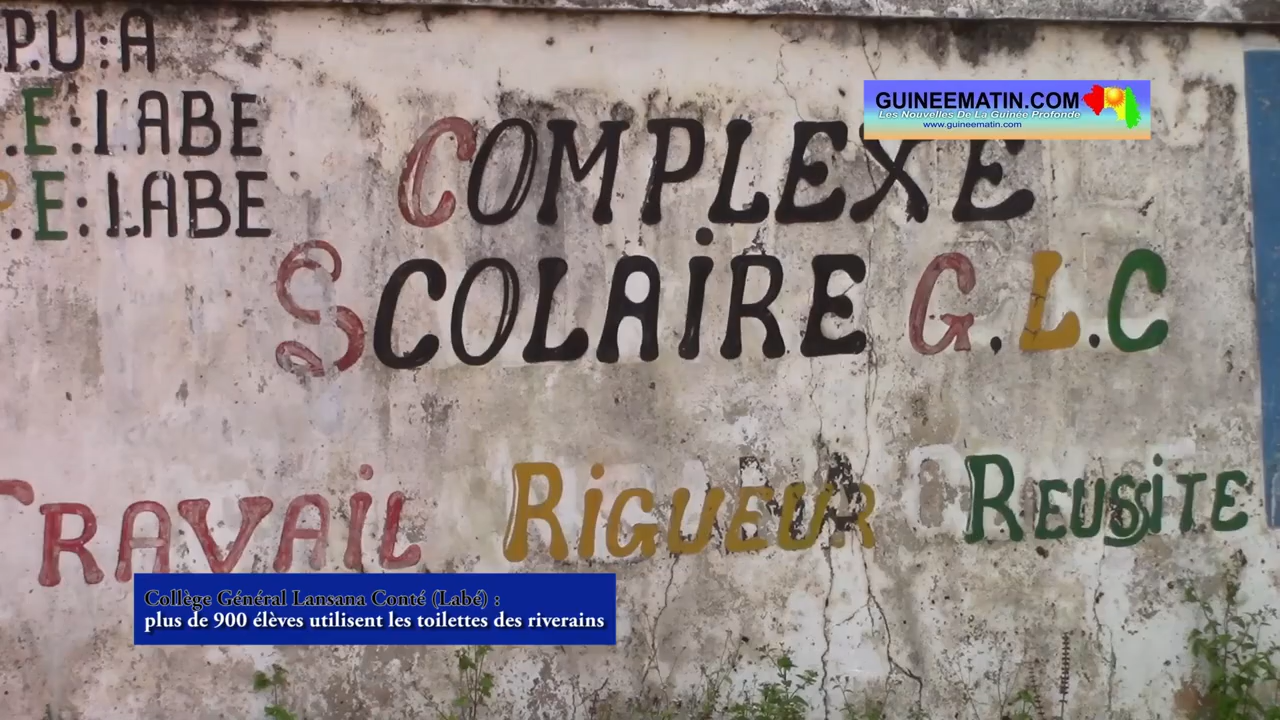 .P.U:A
.E:LABE
P.E:LABE
COMPLEXE
SCOLAIRE G.L.C
TRAVAIL RIGUEUR REUSSITE
GUINEEMATIN.COM
Les Nouvelles De La Guinée Profonde
www.guineematin.com
Collège Général Lansana Conté (Labé) :
plus de 900 élèves utilisent les toilettes des riverains